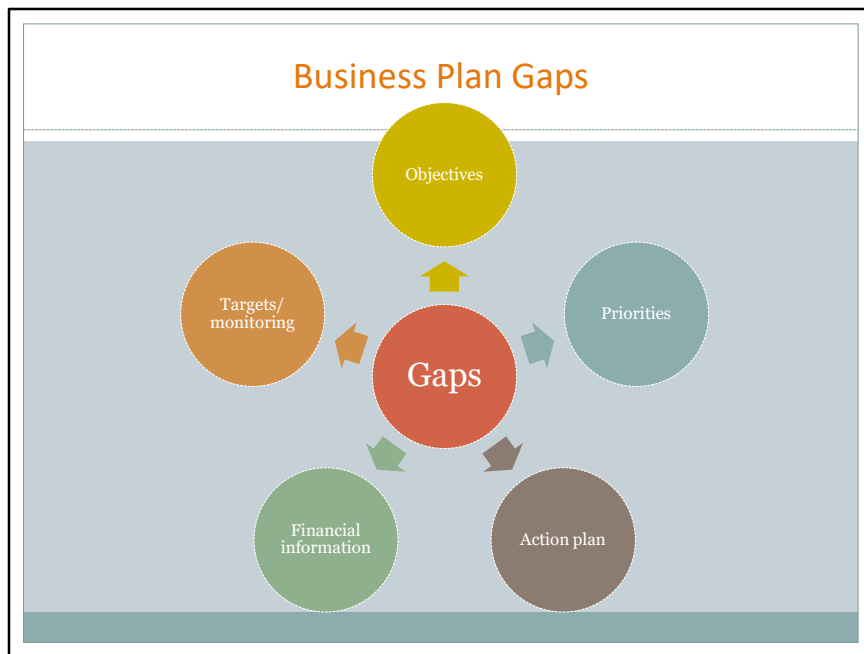 Business Plan Gaps
Objectives
Targets/
monitoring
Priorities
Gaps
Financial
information
Action plan